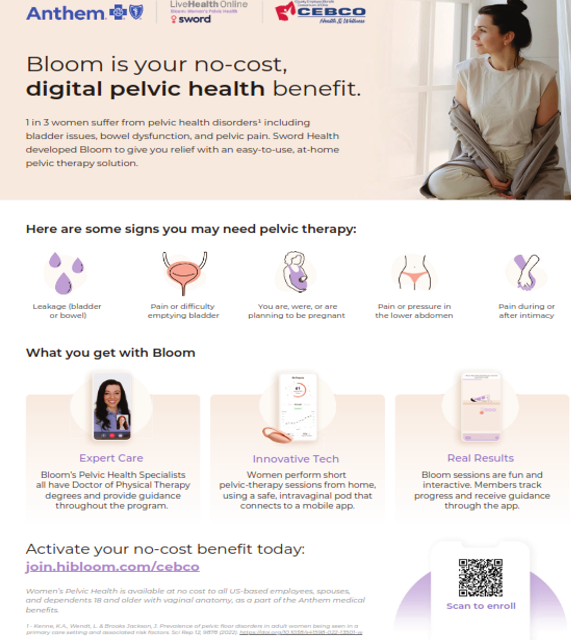 Anthem
LiveHealth Online
Bloom: Women's Pelvic Health
sword
CEBCO
Health & Wellness
Bloom is your no-cost,
digital pelvic health benefit.
1 in 3 women suffer from pelvic health disorders¹ including
bladder issues, bowel dysfunction, and pelvic pain. Sword Health
developed Bloom to give you relief with an easy-to-use, at-home
pelvic therapy solution.
Here are some signs you may need pelvic therapy:
Leakage (bladder
or bowel)
Pain or difficulty
emptying bladder
You are, were, or are
planning to be pregnant
Pain or pressure in
the lower abdomen
Pain during or
after intimacy
What you get with Bloom
Expert Care
Bloom's Pelvic Health Specialists
all have Doctor of Physical Therapy
degrees and provide guidance
throughout the program.
Innovative Tech
Women perform short
pelvic-therapy sessions from home,
using a safe, intravaginal pod that
connects to a mobile app.
Real Results
Bloom sessions are fun and
interactive. Members track
progress and receive guidance
through the app.
Activate your no-cost benefit today:
join.hibloom.com/cebco
Scan to enroll
Women's Pelvic Health is available at no cost to all US-based employees, spouses,
and dependents 18 and older with vaginal anatomy, as a part of the Anthem medical
benefits.
1 - Kenne, K.A., Wendt, L. & Brooks Jackson, J. Prevalence of pelvic floor disorders in adult women being seen in a
primary care setting and associated risk factors. Sci Rep 12, 9878 (2022).